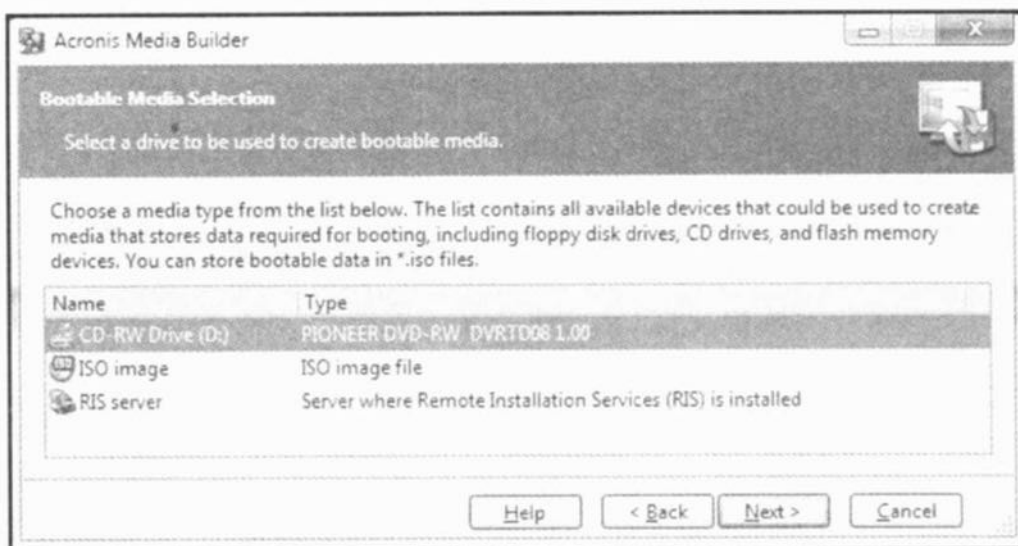 Acronis Media Builder
Bootable Media Selection
Select a drive to be used to create bootable media.
Choose a media type from the list below. The list contains all available devices that could be used to create
media that stores data required for booting, including floppy disk drives, CD drives, and flash memory
devices. You can store bootable data in *.iso files.
Name Type
CD-RW Drive (D:) PIONEER DVD-RW DVRTD08 1.00
ISO image ISO image file
RIS server Server where Remote Installation Services (RIS) is installed
Help < Back Next > Cancel